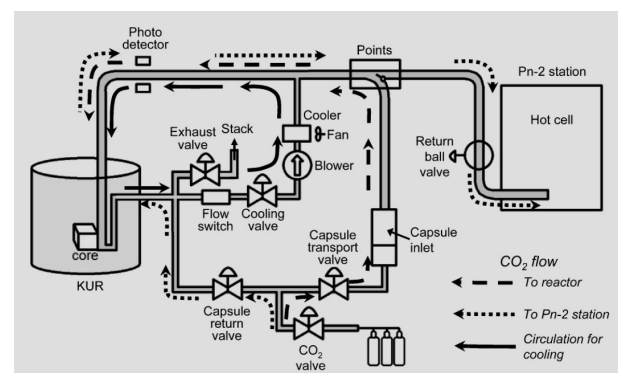 Photo
detector
Points
Pn-2 station
Hot cell
Cooler
Fan
Exhaust
valve
Stack
Blower
Return
ball
valve
Flow
switch
Cooling
valve
Capsule
transport
valve
Capsule
inlet
core
KUR
Capsule
return
valve
CO₂
valve
CO₂ flow
To reactor
To Pn-2 station
Circulation for
cooling